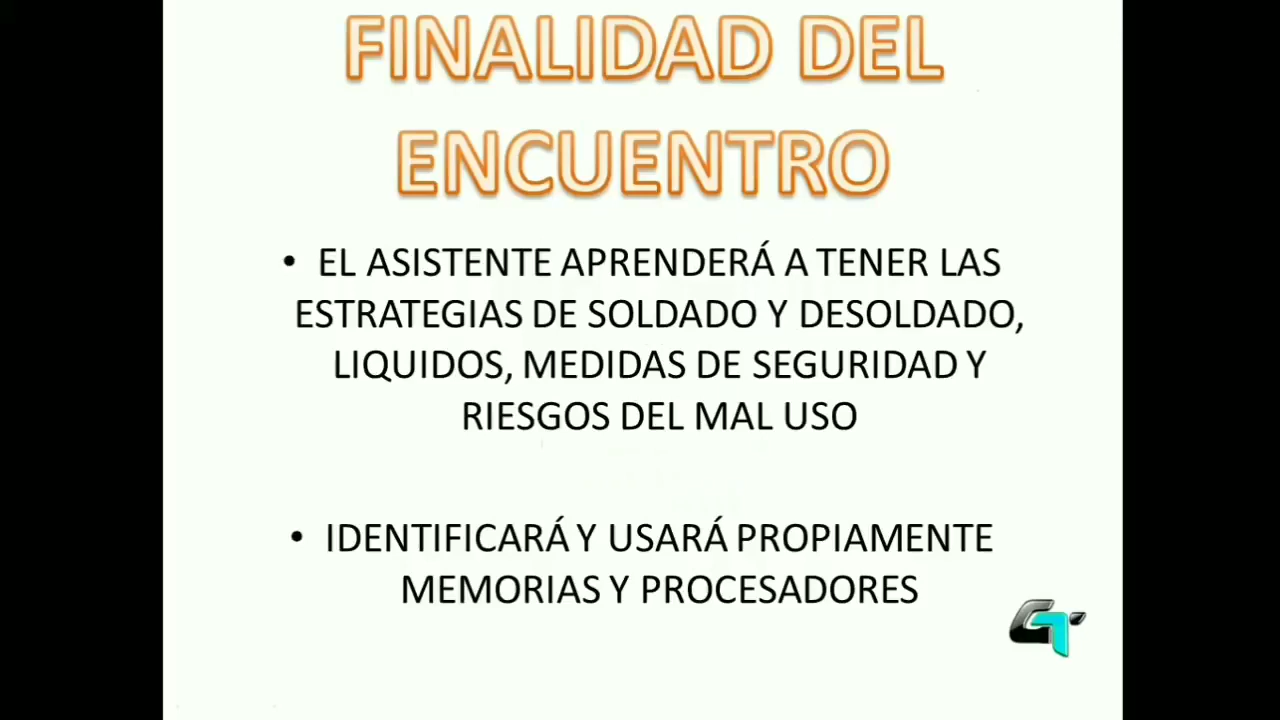 FINALIDAD DEL
ENCUENTRO
• EL ASISTENTE APRENDERÁ A TENER LAS
ESTRATEGIAS DE SOLDADO Y DESOLDADO,
LIQUIDOS, MEDIDAS DE SEGURIDAD Y
RIESGOS DEL MAL USO
• IDENTIFICARÁ Y USARÁ PROPIAMENTE
MEMORIAS Y PROCESADORES
GT